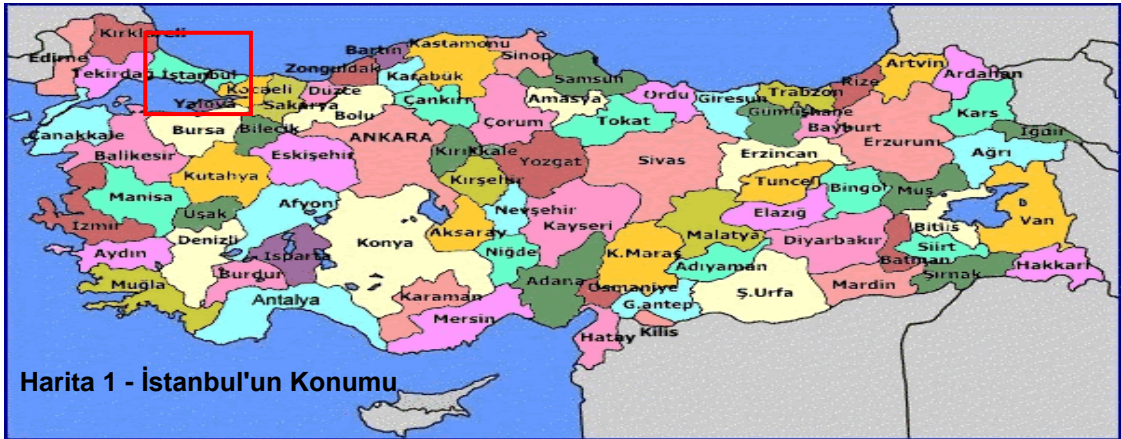 Kırklareli
Edirne
Tekirdağ
İstanbul
Kocaeli
Yalova
Sakarya
Düzce
Zonguldak
Bartın
Karabük
Kastamonu
Sinop
Samsun
Ordu
Giresun
Trabzon
Rize
Artvin
Ardahan
Kars
Iğdır
Ağrı
Erzurum
Bayburt
Gümüşhane
Tokat
Amasya
Çorum
Çankırı
Bolu
ANKARA
Bilecik
Bursa
Çanakkale
Balıkesir
Kutahya
Eskişehir
Kırıkkale
Yozgat
Sivas
Erzincan
Tunceli
Bingol
Muş
Bitlis
Van
Hakkari
Siirt
Şırnak
Batman
Mardin
Diyarbakır
Elazığ
Malatya
Adıyaman
Ş.Urfa
G.antep
Kilis
Hatay
Osmaniye
K.Maraş
Adana
Kayseri
Nevşehir
Kırşehir
Aksaray
Niğde
Konya
Karaman
Mersin
Antalya
Isparta
Burdur
Afyon
Uşak
Denizli
Manisa
İzmir
Aydın
Muğla
Harita 1 - İstanbul'un Konumu